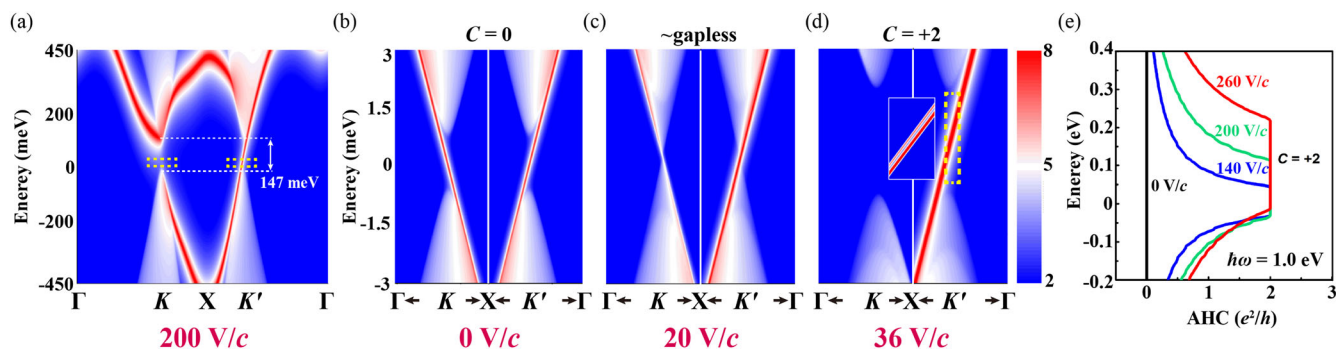 (a)
Enerey (meV)
450
200
0
-200
-450
147 meV
Γ K X K′ Γ
200 V/c
(b)
C = 0
Enerey (meV)
3
1.5
0
-1.5
-3
Γ K X K′ Γ
0 V/c
(c)
~gapless
Γ K X K′ Γ
20 V/c
(d)
C = +2
Γ K X K′ Γ
36 V/c
8
5
2
(e)
Enerey (eV)
0.4
0.3
0.2
0.1
0
-0.1
-0.2
260 V/c
200 V/c
140 V/c
0 V/c
C = +2
ħω = 1.0 eV
0 1 2 3
AHC (e²/h)